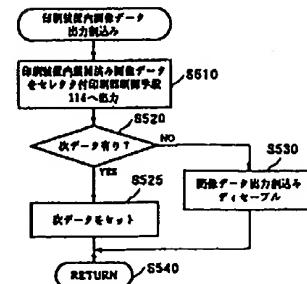 印刷装置内画像データ
出力割込み
印刷装置内展開済み画像データ
をセレクタ付印刷部制御手段
114へ出力
S510
S520
次データ有り?
NO
YES
S530
画像データ出力割込み
ディセーブル
S525
次データをセット
RETURN
S540